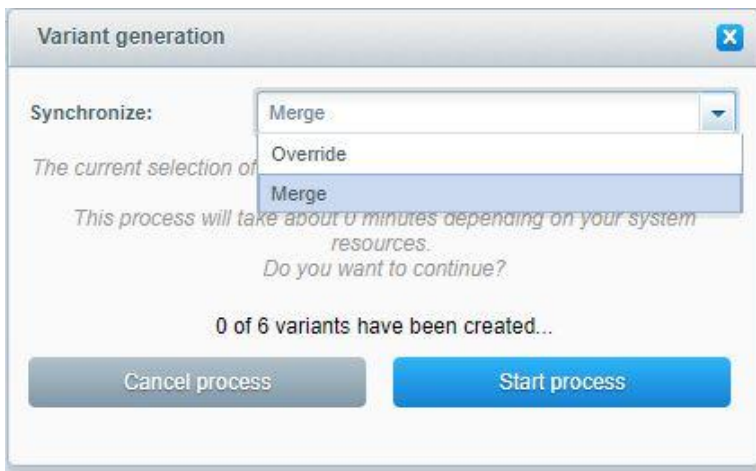 Variant generation
Synchronize:
Merge
Override
The current selection of
Merge
This process will take about 0 minutes depending on your system
resources.
Do you want to continue?
0 of 6 variants have been created...
Cancel process
Start process